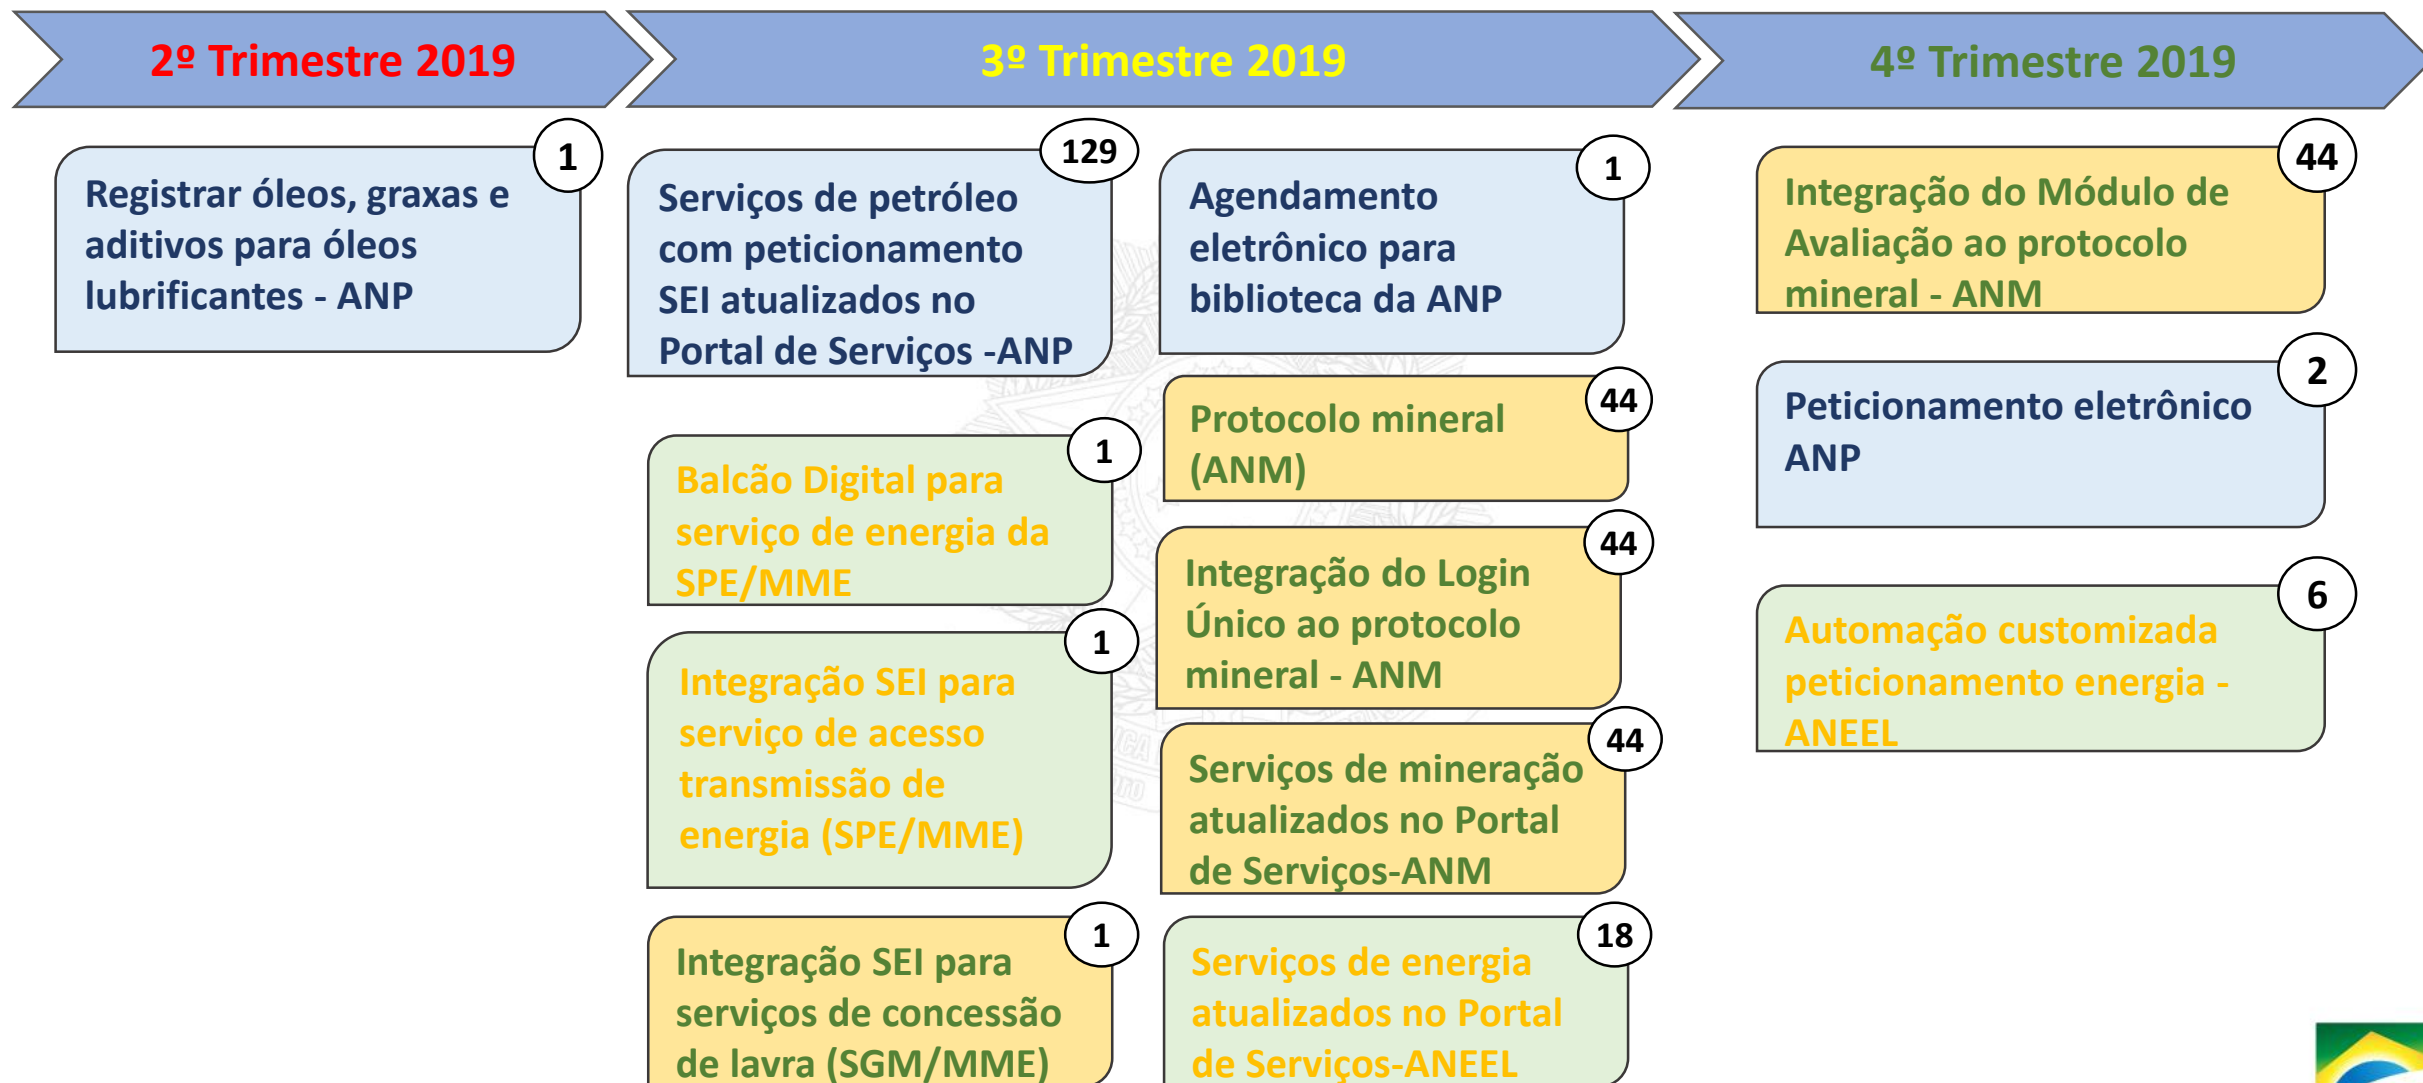 2º Trimestre 2019
3º Trimestre 2019
4º Trimestre 2019
1
Registrar óleos, graxas e
aditivos para óleos
lubrificantes - ANP
129
Serviços de petróleo
com peticionamento
SEI atualizados no
Portal de Serviços -ANP
1
Balcão Digital para
serviço de energia da
SPE/MME
1
Integração SEI para
serviço de acesso
transmissão de
energia (SPE/MME)
1
Integração SEI para
serviços de concessão
de lavra (SGM/MME)
1
Agendamento
eletrônico para
biblioteca da ANP
44
Protocolo mineral
(ANM)
44
Integração do Login
Único ao protocolo
mineral - ANM
44
Serviços de mineração
atualizados no Portal
de Serviços-ANM
18
Serviços de energia
atualizados no Portal
de Serviços-ANEEL
44
Integração do Módulo de
Avaliação ao protocolo
mineral - ANM
2
Peticionamento eletrônico
ANP
6
Automação customizada
peticionamento energia -
ANEEL